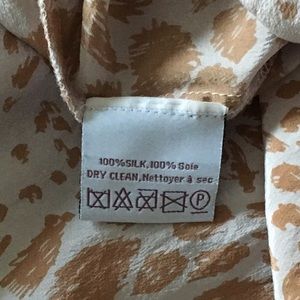 100%SILK,100% Soie
DRY CLEAN,Nettoyer à sec
P